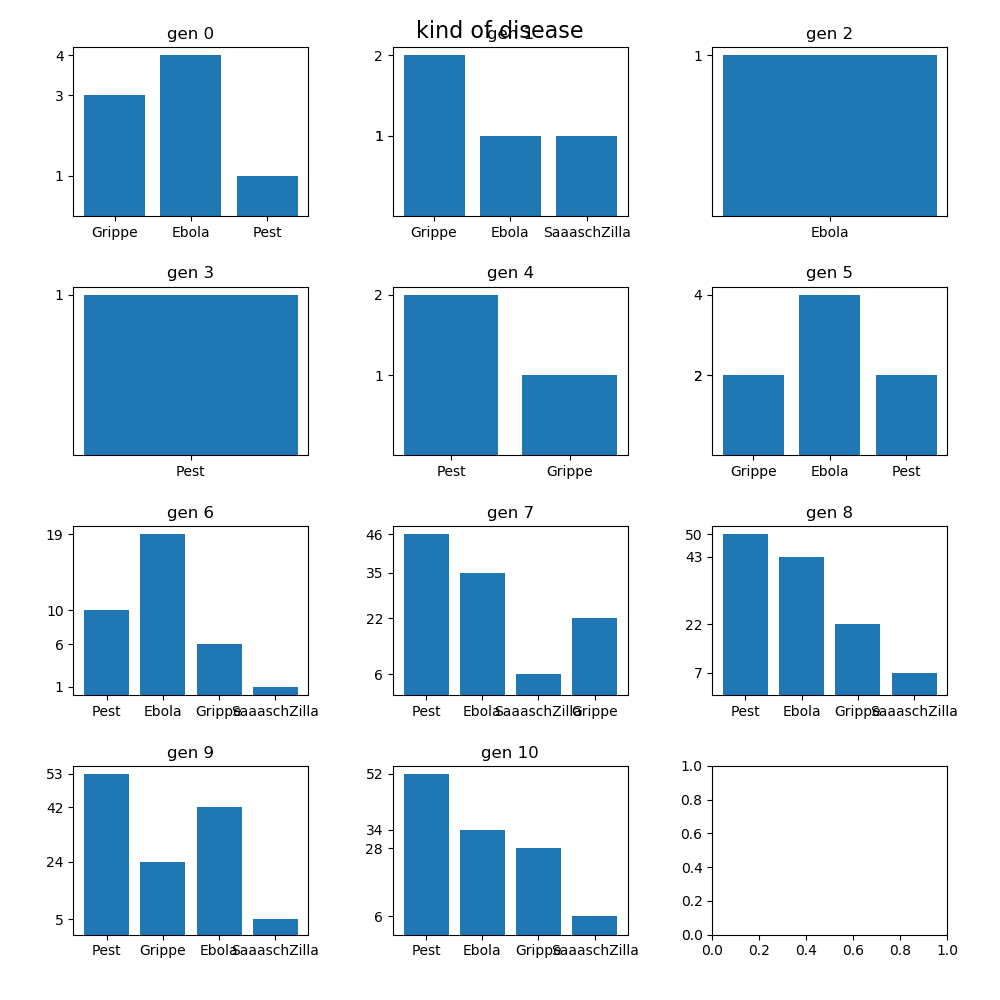 kind of disease
gen 0
gen 1
gen 2
4
3
1
Grippe Ebola Pest
2
1
Grippe Ebola SaaaschZilla
1
Ebola
gen 3
gen 4
gen 5
1
Pest
2
1
Pest Grippe
4
2
Grippe Ebola Pest
gen 6
gen 7
gen 8
19
10
6
1
Pest Ebola Grippe SaaaschZilla
46
35
22
6
Pest Ebola SaaaschZilla Grippe
50
43
22
7
Pest Ebola Grippe SaaaschZilla
gen 9
gen 10
53
42
24
5
Pest Grippe Ebola SaaaschZilla
52
34
28
6
Pest Ebola Grippe SaaaschZilla
1.0
0.8
0.6
0.4
0.2
0.0
0.0 0.2 0.4 0.6 0.8 1.0